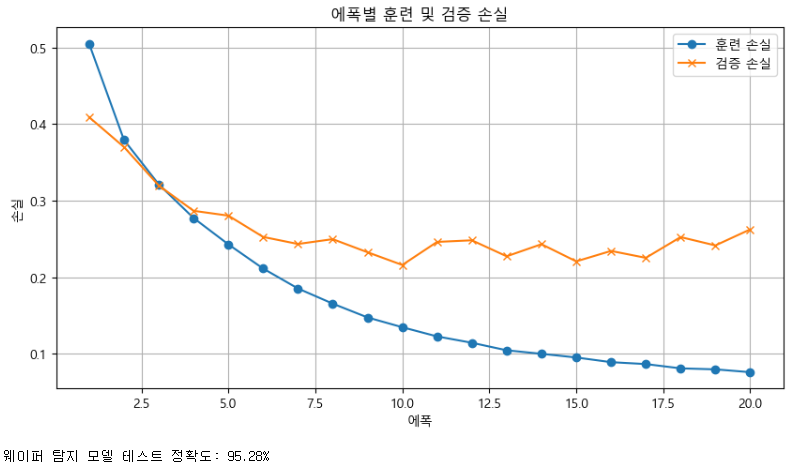 에폭별 훈련 및 검증 손실
훈련 손실
검증 손실
손실
0.5
0.4
0.3
0.2
0.1
2.5 5.0 7.5 10.0 12.5 15.0 17.5 20.0
에폭
웨이퍼 탐지 모델 테스트 정확도: 95.28%